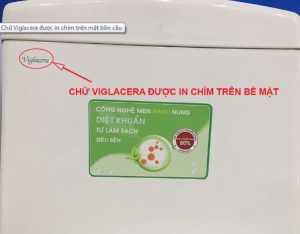 Chữ Viglacera được in chìm trên mặt bồn cầu
Viglacera
CHỮ VIGLACERA ĐƯỢC IN CHÌM TRÊN BỀ MẶT
CÔNG NGHỆ MEN NANO NUNG
DIỆT KHUẨN
TỰ LÀM SẠCH
SIÊU BỀN
80%